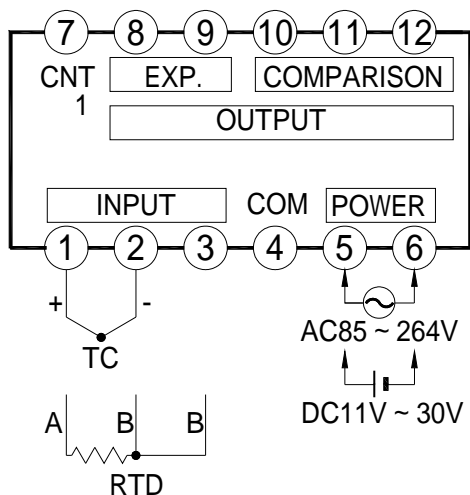 7 8 9 10 11 12
CNT EXP. COMPARISON
1
OUTPUT
INPUT COM POWER
1 2 3 4 5 6
+ -
TC
AC85 ~ 264V
DC11V ~ 30V
A B B
RTD